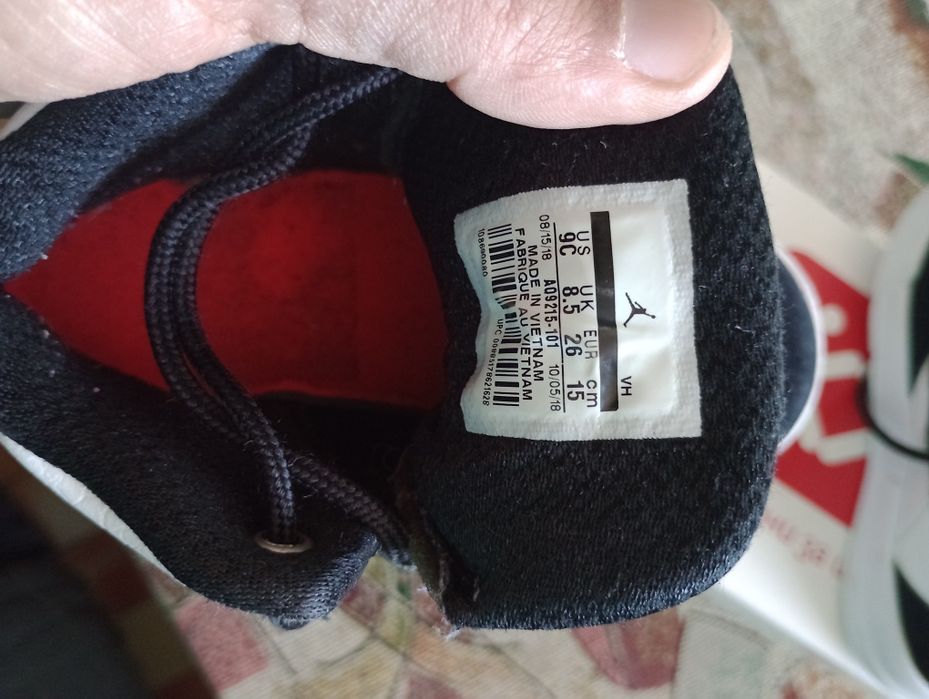 VH
US UK EUR cm
9C 8.5 26 15
08/15/18 AQ9215-101 10/05/18
MADE IN VIETNAM
FABRIQUE AU VIETNAM